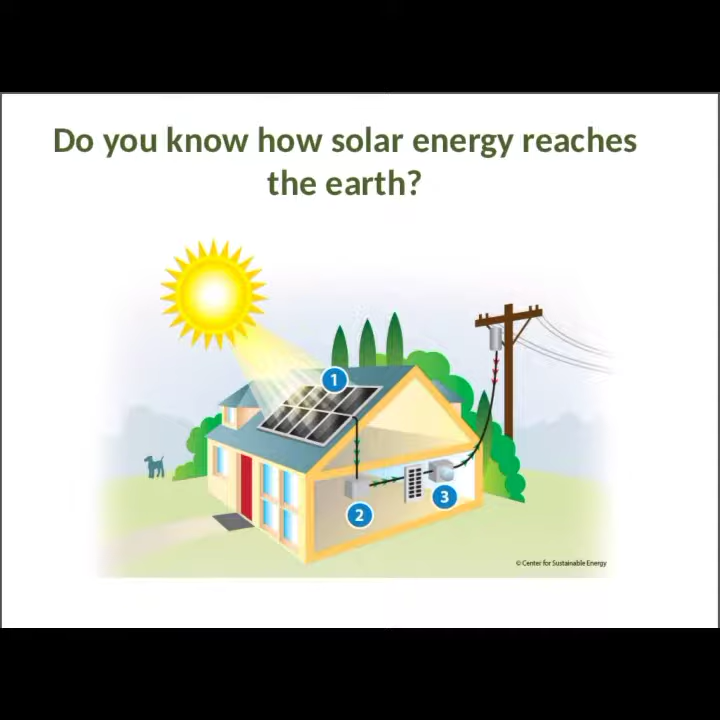 Do you know how solar energy reaches
the earth?
1
2
3
© Center for Sustainable Energy